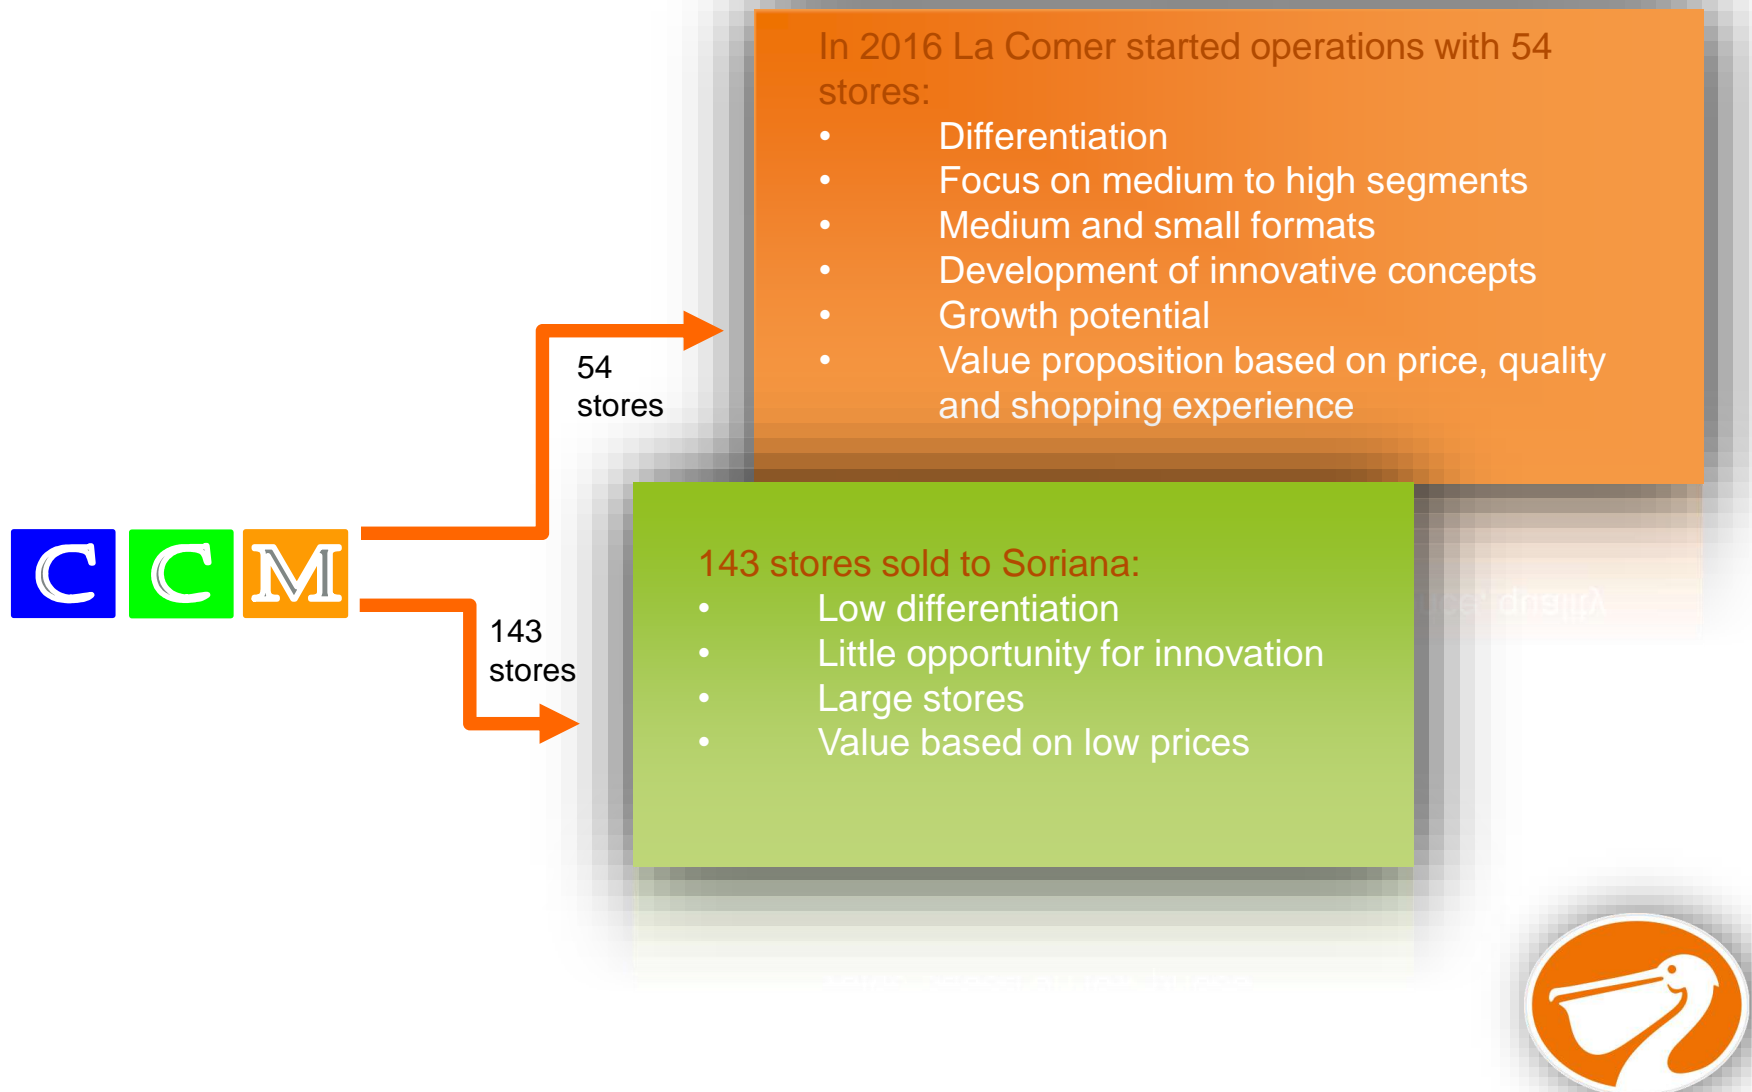 In 2016 La Comer started operations with 54
stores:
• Differentiation
• Focus on medium to high segments
• Medium and small formats
• Development of innovative concepts
• Growth potential
• Value proposition based on price, quality
and shopping experience
54
stores
C C M
143
stores
143 stores sold to Soriana:
• Low differentiation
• Little opportunity for innovation
• Large stores
• Value based on low prices